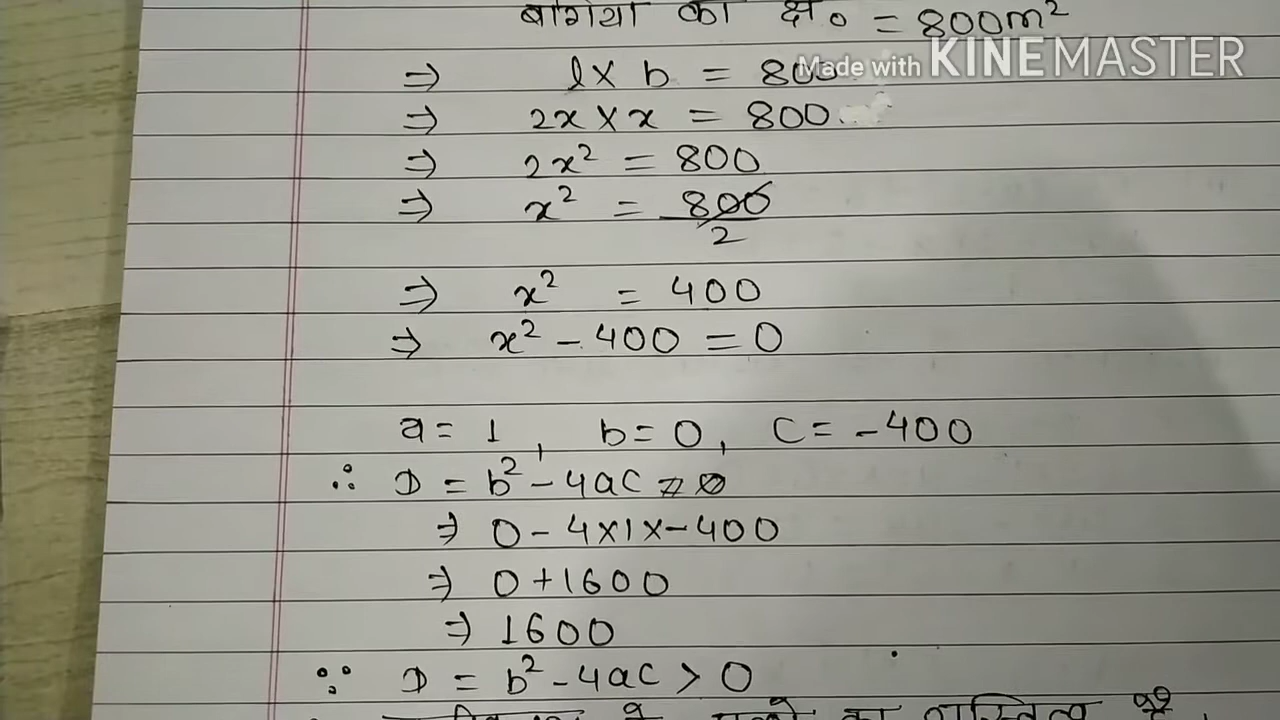 बगिया का क्षे० = 800m²
Made with KINEMASTER
⇒ l × b = 800
⇒ 2x × x = 800
⇒ 2x² = 800
⇒ x² = 800/2
⇒ x² = 400
⇒ x² - 400 = 0
a = 1, b = 0, c = -400
∴ D = b² - 4ac
⇒ 0 - 4×1×-400
⇒ 0 + 1600
⇒ 1600
∵ D = b² - 4ac > 0
का